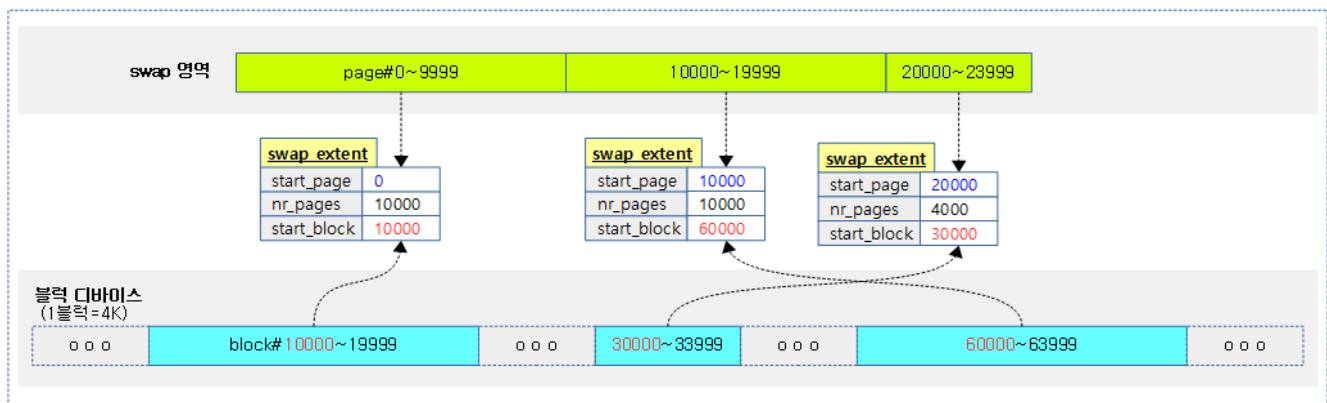 swap 영역
page#0~9999
10000~19999
20000~23999
swap_extent
start_page 0
nr_pages 10000
start_block 10000
swap_extent
start_page 10000
nr_pages 10000
start_block 60000
swap_extent
start_page 20000
nr_pages 4000
start_block 30000
블럭 디바이스
(1블럭=4K)
o o o
block#10000~19999
o o o
30000~33999
o o o
60000~63999
o o o